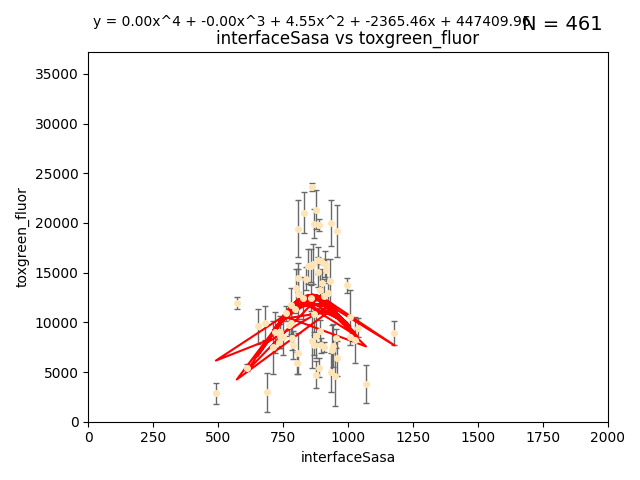 y = 0.00x^4 + -0.00x^3 + 4.55x^2 + -2365.46x + 447409.96
N = 461
interfaceSasa vs toxgreen_fluor
35000
30000
25000
20000
15000
10000
5000
0
toxgreen_fluor
0 250 500 750 1000 1250 1500 1750 2000
interfaceSasa